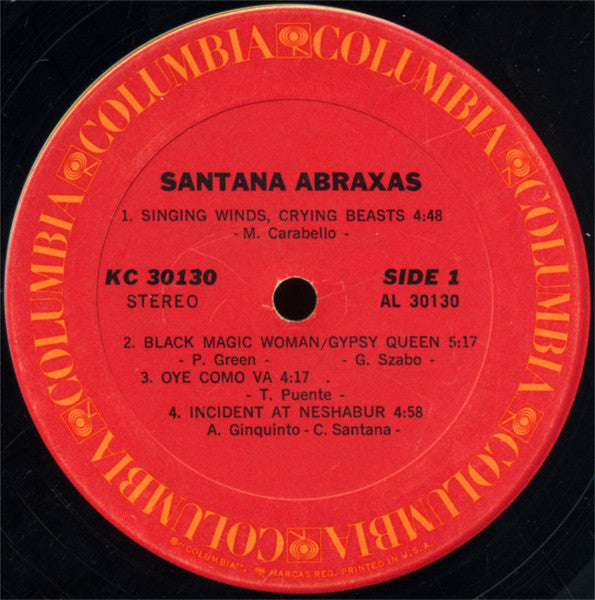 COLUMBIA COLUMBIA COLUMBIA COLUMBIA COLUMBIA COLUMBIA
SANTANA ABRAXAS
1. SINGING WINDS, CRYING BEASTS 4:48
- M. Carabello -
KC 30130 SIDE 1
STEREO AL 30130
2. BLACK MAGIC WOMAN/GYPSY QUEEN 5:17
- P. Green - - G. Szabo -
3. OYE COMO VA 4:17 .
- T. Puente -
4. INCIDENT AT NESHABUR 4:58
A. Ginquinto - C. Santana -
® "COLUMBIA", MARCAS REG. PRINTED IN U.S.A.